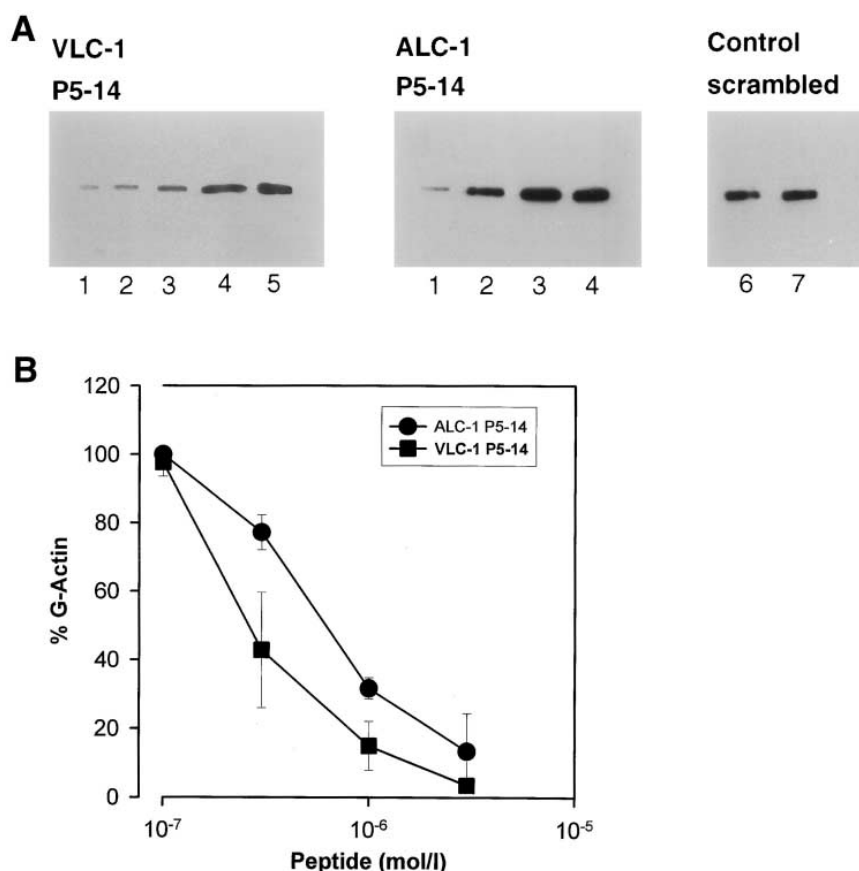 A
VLC-1
P5-14
ALC-1
P5-14
Control
scrambled
1 2 3 4 5
1 2 3 4
6 7
B
120
100
80
60
40
20
0
% G-Actin
ALC-1 P5-14
VLC-1 P5-14
10-7 10-6 10-5
Peptide (mol/l)